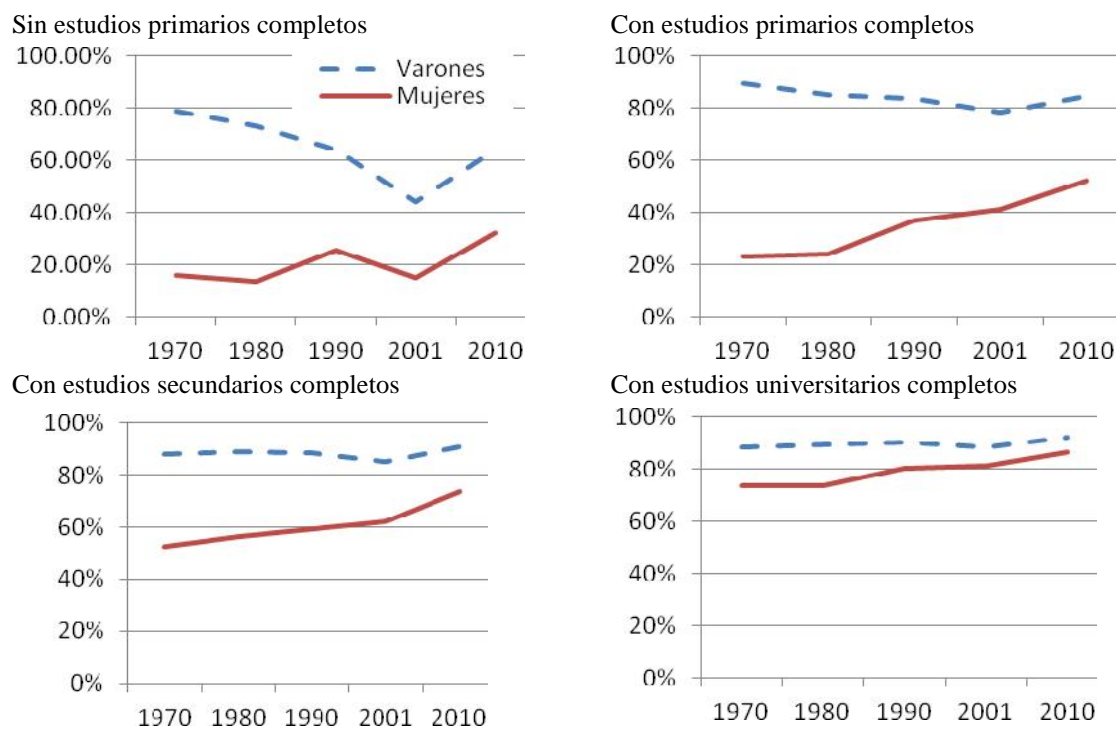 Sin estudios primarios completos
100.00%
80.00%
60.00%
40.00%
20.00%
0.00%
Varones
Mujeres
1970 1980 1990 2001 2010
Con estudios primarios completos
100%
80%
60%
40%
20%
0%
1970 1980 1990 2001 2010
Con estudios secundarios completos
100%
80%
60%
40%
20%
0%
1970 1980 1990 2001 2010
Con estudios universitarios completos
100%
80%
60%
40%
20%
0%
1970 1980 1990 2001 2010